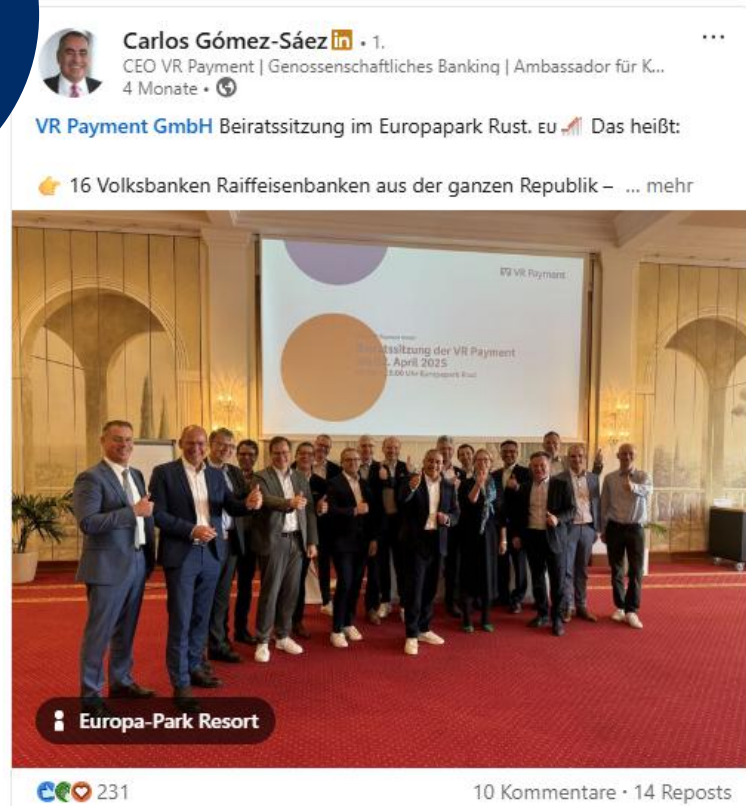 Carlos Gómez-Sáez in • 1.
CEO VR Payment | Genossenschaftliches Banking | Ambassador für K...
4 Monate •
VR Payment GmbH Beiratssitzung im Europapark Rust. EU Das heißt:
16 Volksbanken Raiffeisenbanken aus der ganzen Republik – ... mehr
VR Payment
Beiratssitzung der VR Payment
April 2025
Uhr Europapark Rust
Europa-Park Resort
231
10 Kommentare • 14 Reposts